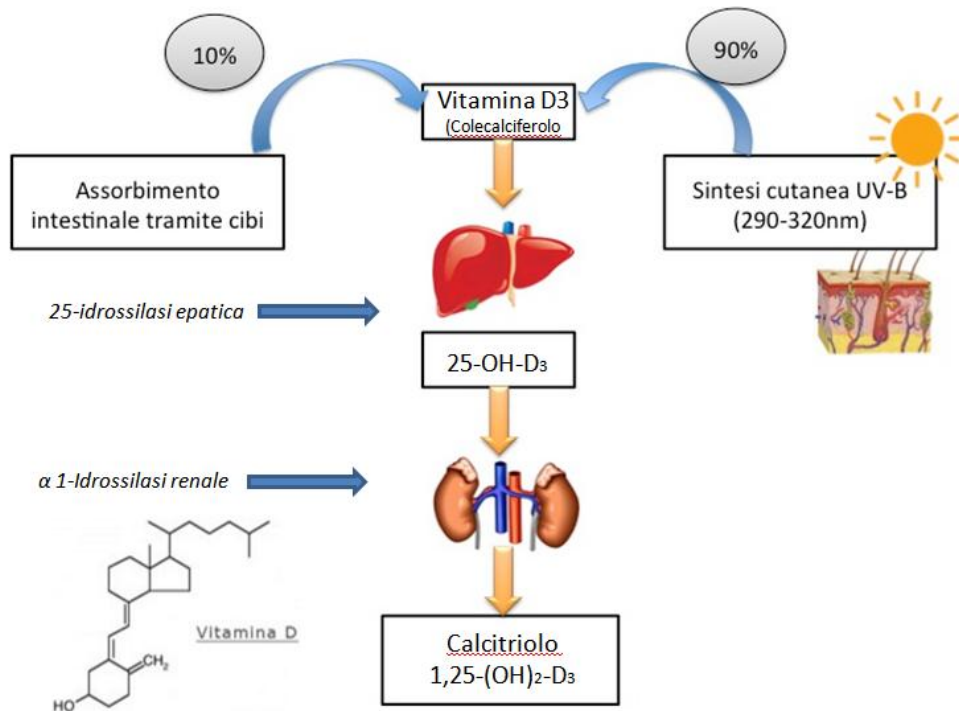 10%
90%
Vitamina D3
(Colecalciferolo
Assorbimento
intestinale tramite cibi
Sintesi cutanea UV-B
(290-320nm)
25-idrossilasi epatica
25-OH-D₃
α 1-Idrossilasi renale
CH₂
Vitamina D
HO
Calcitriolo
1,25-(OH)₂-D₃